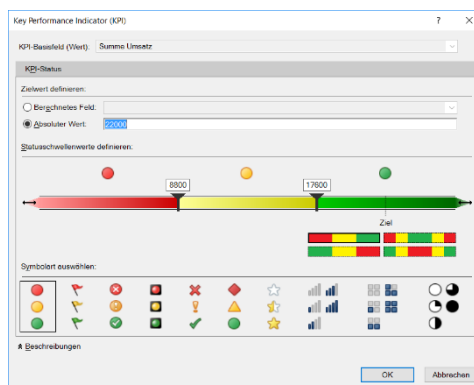 Key Performance Indicator (KPI)
KPI-Basisfeld (Wert): Summe Umsatz
KPI-Status
Zielwert definieren:
Berechnetes Feld:
Absoluter Wert: 22000
Statusschwellenwerte definieren:
8800 17600
Ziel
Symbolart auswählen:
Beschreibungen
OK Abbrechen